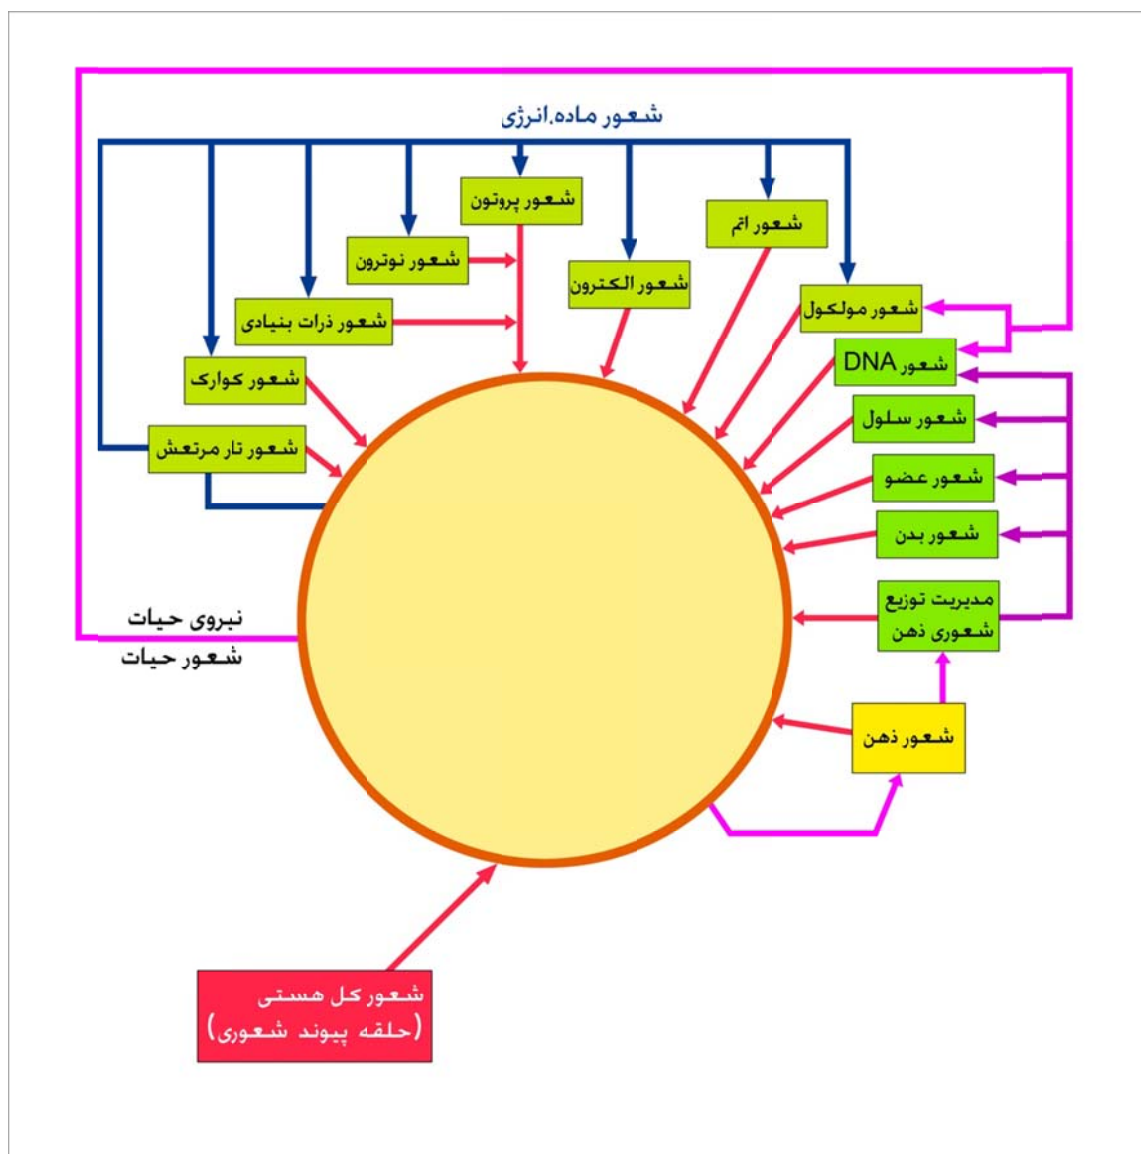 شعور ماده.انرژی
شعور پروتون
شعور اتم
شعور نوترون
شعور الکترون
شعور مولکول
شعور ذرات بنیادی
شعور DNA
شعور کوارک
شعور سلول
شعور تار مرتعش
شعور عضو
شعور بدن
مدیریت توزیع
شعوری ذهن
نیروی حیات
شعور حیات
شعور ذهن
شعور کل هستی
(حلقه پیوند شعوری)